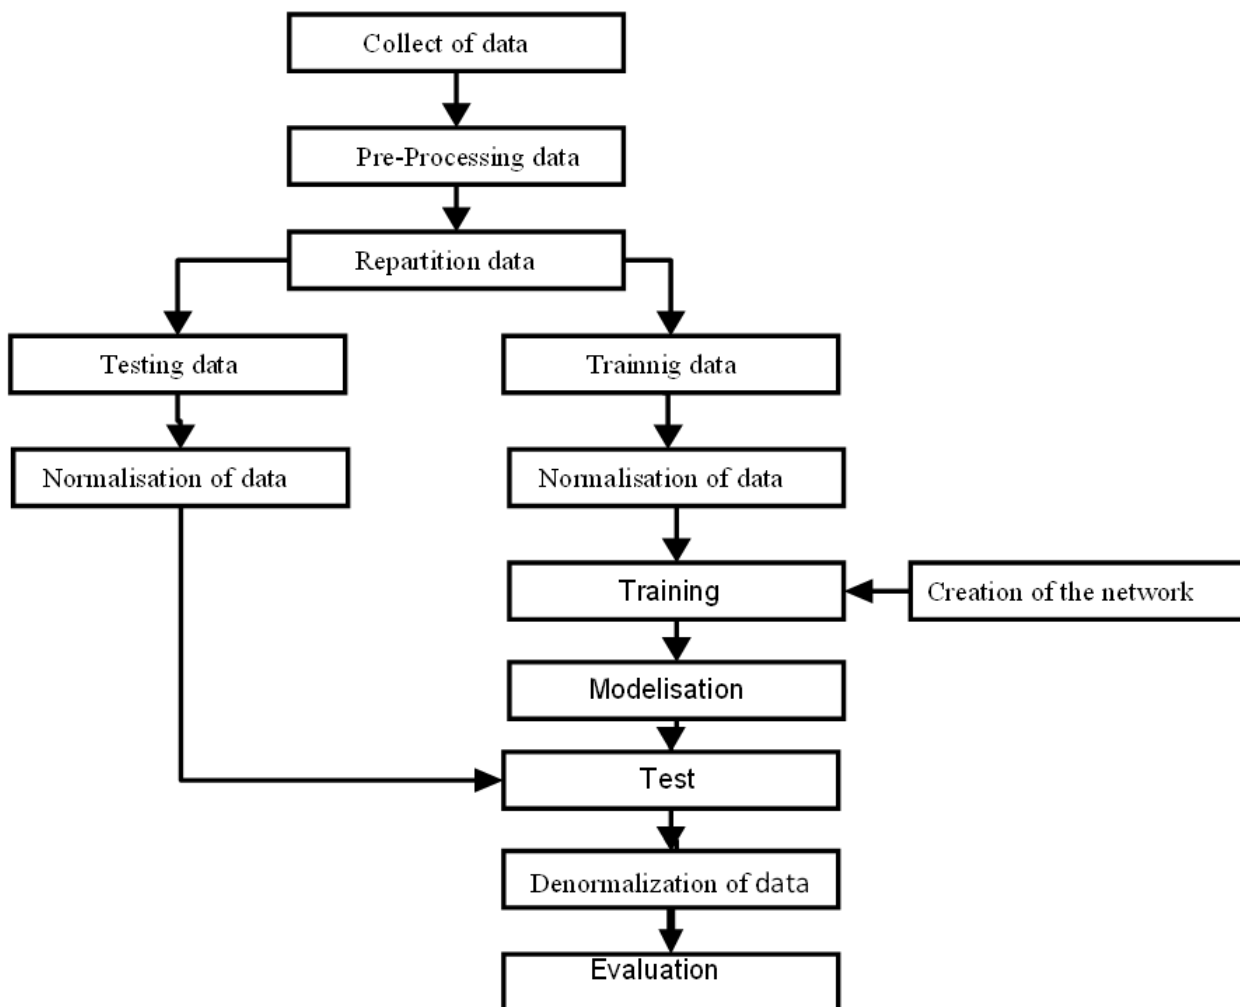 Collect of data
Pre-Processing data
Repartition data
Testing data
Trainnig data
Normalisation of data
Normalisation of data
Training
Creation of the network
Modelisation
Test
Denormalization of data
Evaluation